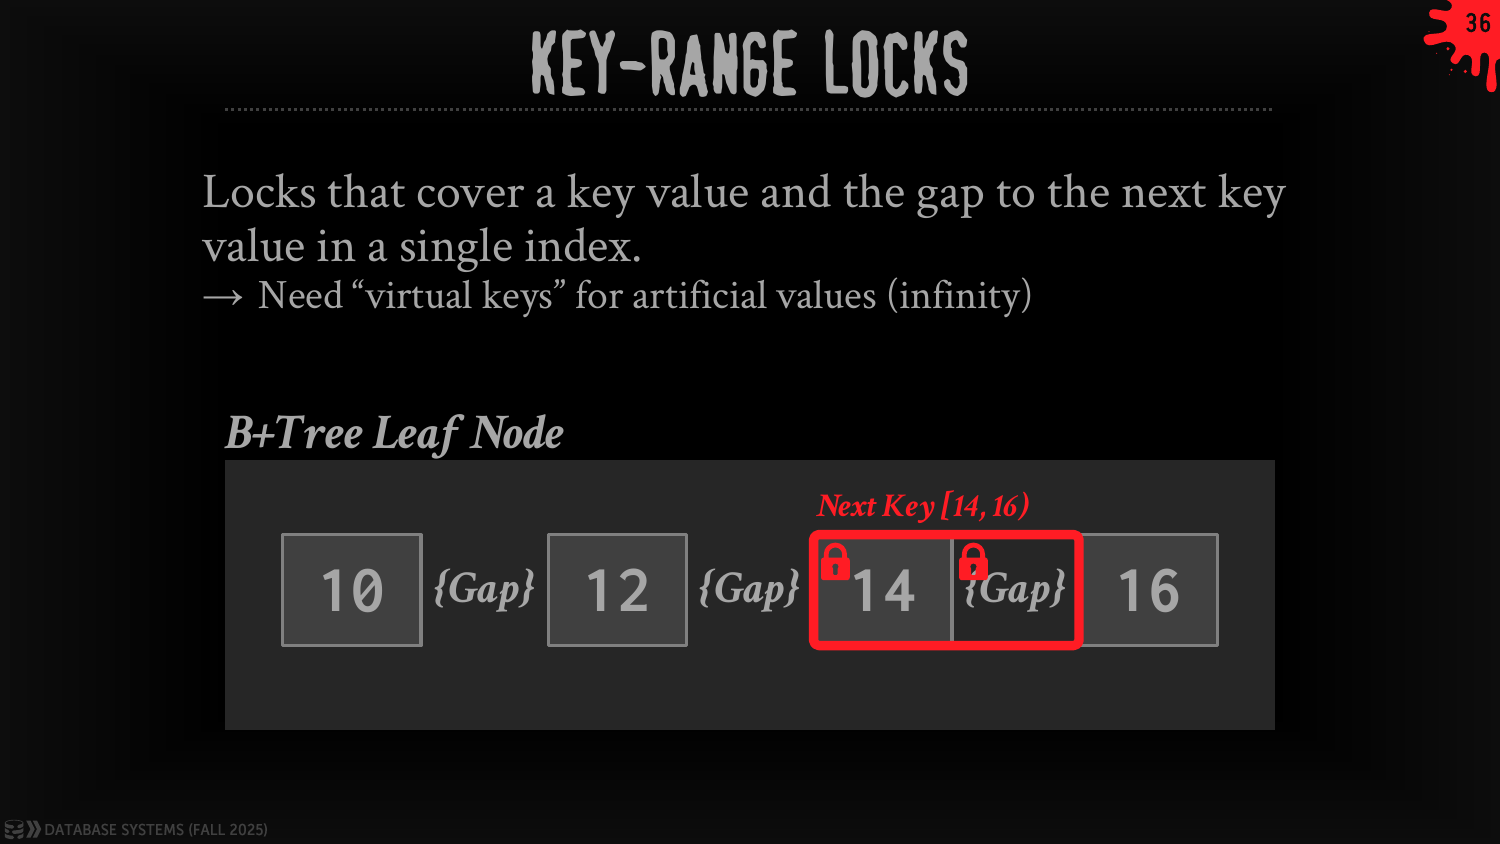 36
KEY-RANGE LOCKS
Locks that cover a key value and the gap to the next key
value in a single index.
→ Need “virtual keys” for artificial values (infinity)
B+Tree Leaf Node
Next Key [14, 16)
10 {Gap} 12 {Gap} 14 {Gap} 16
DATABASE SYSTEMS (FALL 2025)